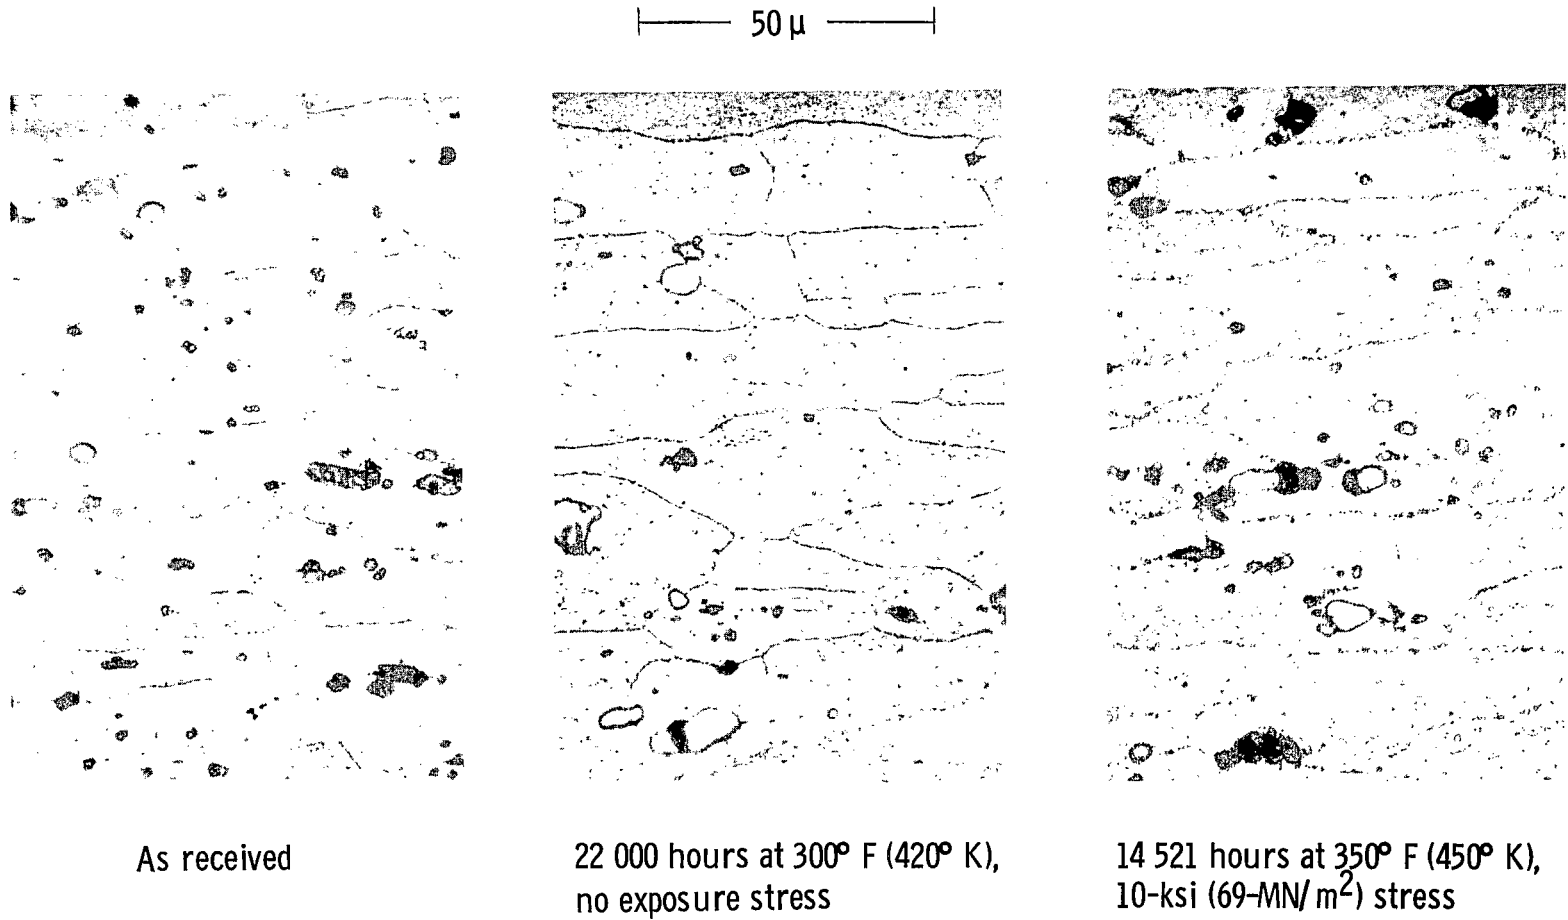 50 μ
As received
22 000 hours at 300° F (420° K),
no exposure stress
14 521 hours at 350° F (450° K),
10-ksi (69-MN/m²) stress